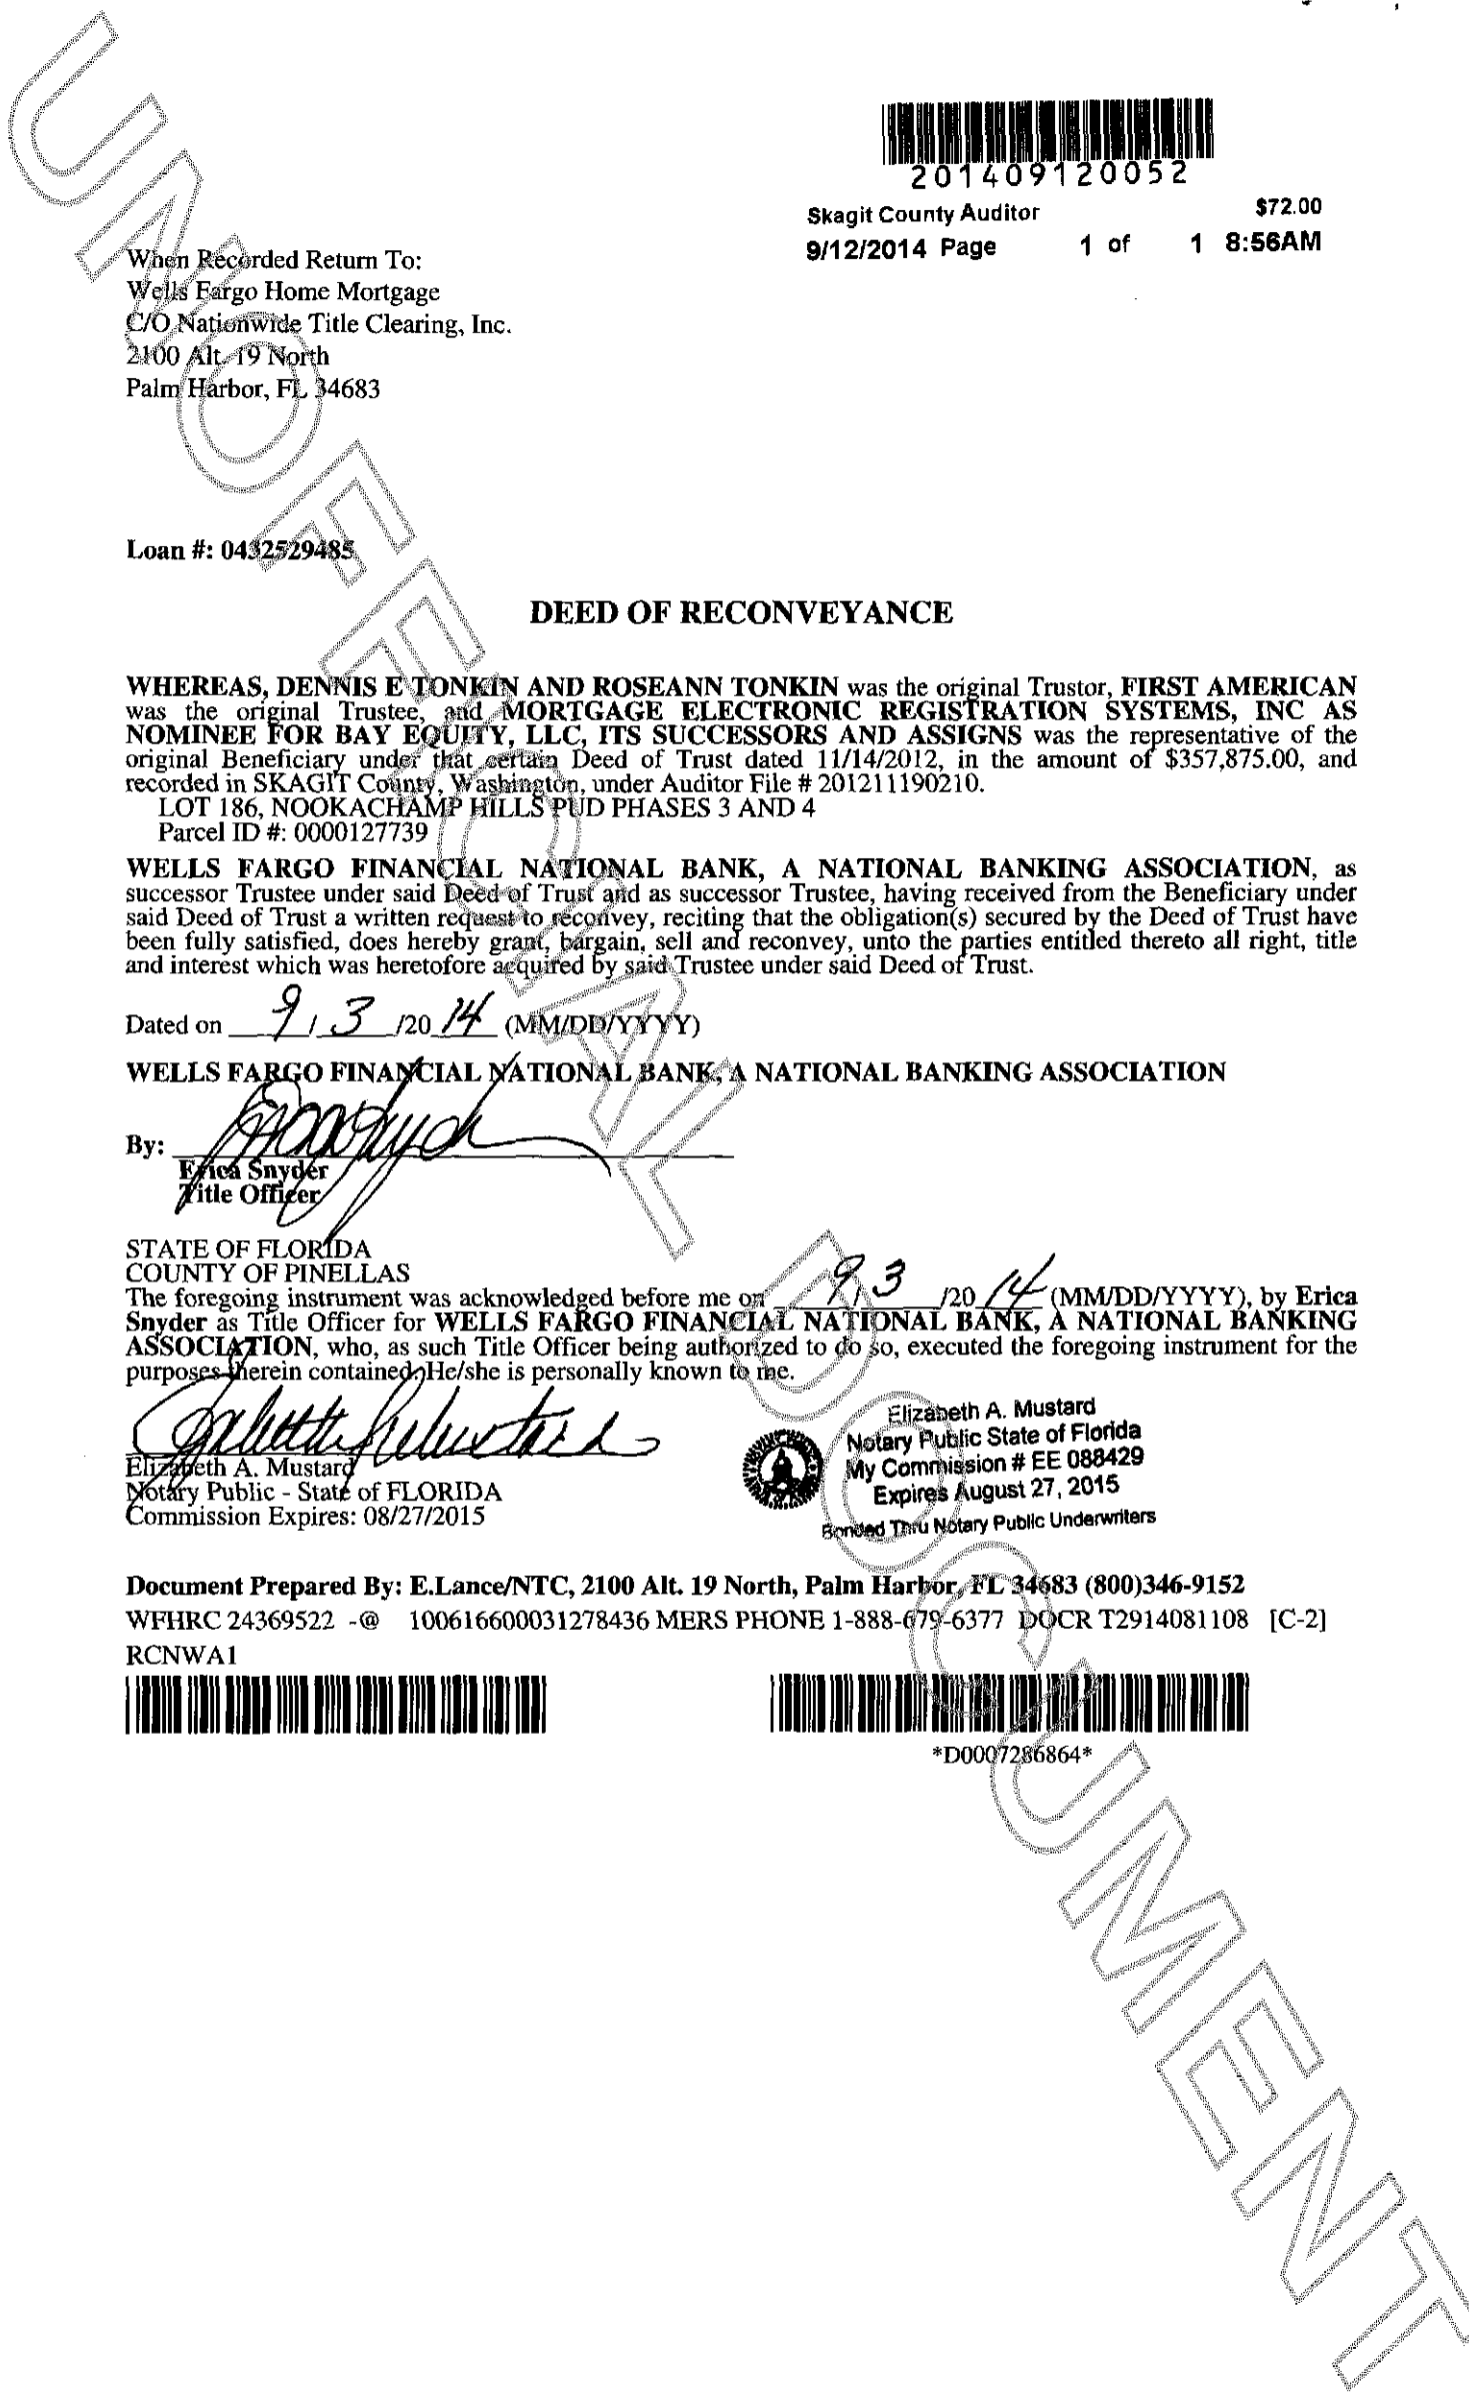 201409120052
Skagit County Auditor $72.00
9/12/2014 Page 1 of 1 8:56AM
When Recorded Return To:
Wells Fargo Home Mortgage
C/O Nationwide Title Clearing, Inc.
2100 Alt. 19 North
Palm Harbor, FL 34683
Loan #: 0432529485
DEED OF RECONVEYANCE
WHEREAS, DENNIS E TONKIN AND ROSEANN TONKIN was the original Trustor, FIRST AMERICAN
was the original Trustee, and MORTGAGE ELECTRONIC REGISTRATION SYSTEMS, INC AS
NOMINEE FOR BAY EQUITY, LLC, ITS SUCCESSORS AND ASSIGNS was the representative of the
original Beneficiary under that certain Deed of Trust dated 11/14/2012, in the amount of $357,875.00, and
recorded in SKAGIT County, Washington, under Auditor File # 201211190210.
LOT 186, NOOKACHAMP HILLS PUD PHASES 3 AND 4
Parcel ID #: 0000127739
WELLS FARGO FINANCIAL NATIONAL BANK, A NATIONAL BANKING ASSOCIATION, as
successor Trustee under said Deed of Trust and as successor Trustee, having received from the Beneficiary under
said Deed of Trust a written request to reconvey, reciting that the obligation(s) secured by the Deed of Trust have
been fully satisfied, does hereby grant, bargain, sell and reconvey, unto the parties entitled thereto all right, title
and interest which was heretofore acquired by said Trustee under said Deed of Trust.
Dated on 9/3/2014 (MM/DD/YYYY)
WELLS FARGO FINANCIAL NATIONAL BANK, A NATIONAL BANKING ASSOCIATION
By:
Erica Snyder
Title Officer
STATE OF FLORIDA
COUNTY OF PINELLAS
The foregoing instrument was acknowledged before me on 9/3/2014 (MM/DD/YYYY), by Erica
Snyder as Title Officer for WELLS FARGO FINANCIAL NATIONAL BANK, A NATIONAL BANKING
ASSOCIATION, who, as such Title Officer being authorized to do so, executed the foregoing instrument for the
purposes therein contained. He/she is personally known to me.
Elizabeth A. Mustard
Notary Public - State of FLORIDA
Commission Expires: 08/27/2015
Elizabeth A. Mustard
Notary Public State of Florida
My Commission # EE 088429
Expires August 27, 2015
Bonded Thru Notary Public Underwriters
Document Prepared By: E.Lance/NTC, 2100 Alt. 19 North, Palm Harbor, FL 34683 (800)346-9152
WFHRC 24369522 -@ 100616600031278436 MERS PHONE 1-888-679-6377 DOCR T2914081108 [C-2]
RCNWA1
*D0007286864*
UNOFFICIAL DOCUMENT